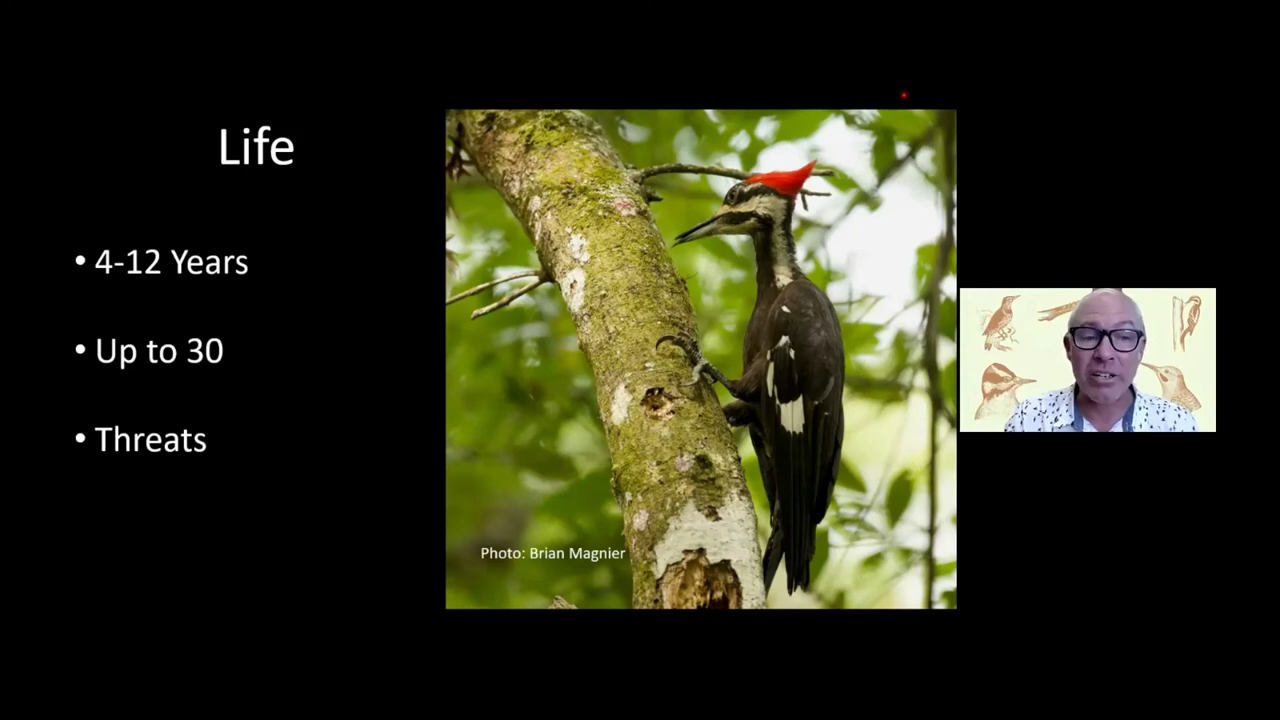 Life
• 4-12 Years
• Up to 30
• Threats
Photo: Brian Magnier